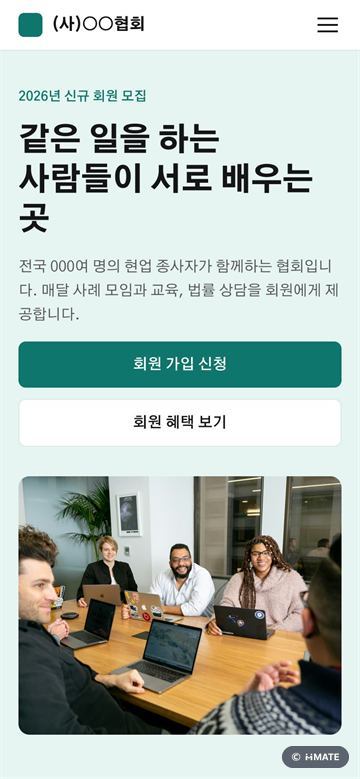 (사)○○협회
2026년 신규 회원 모집
같은 일을 하는
사람들이 서로 배우는
곳
전국 000여 명의 현업 종사자가 함께하는 협회입니
다. 매달 사례 모임과 교육, 법률 상담을 회원에게 제
공합니다.
회원 가입 신청
회원 혜택 보기
© HMATE